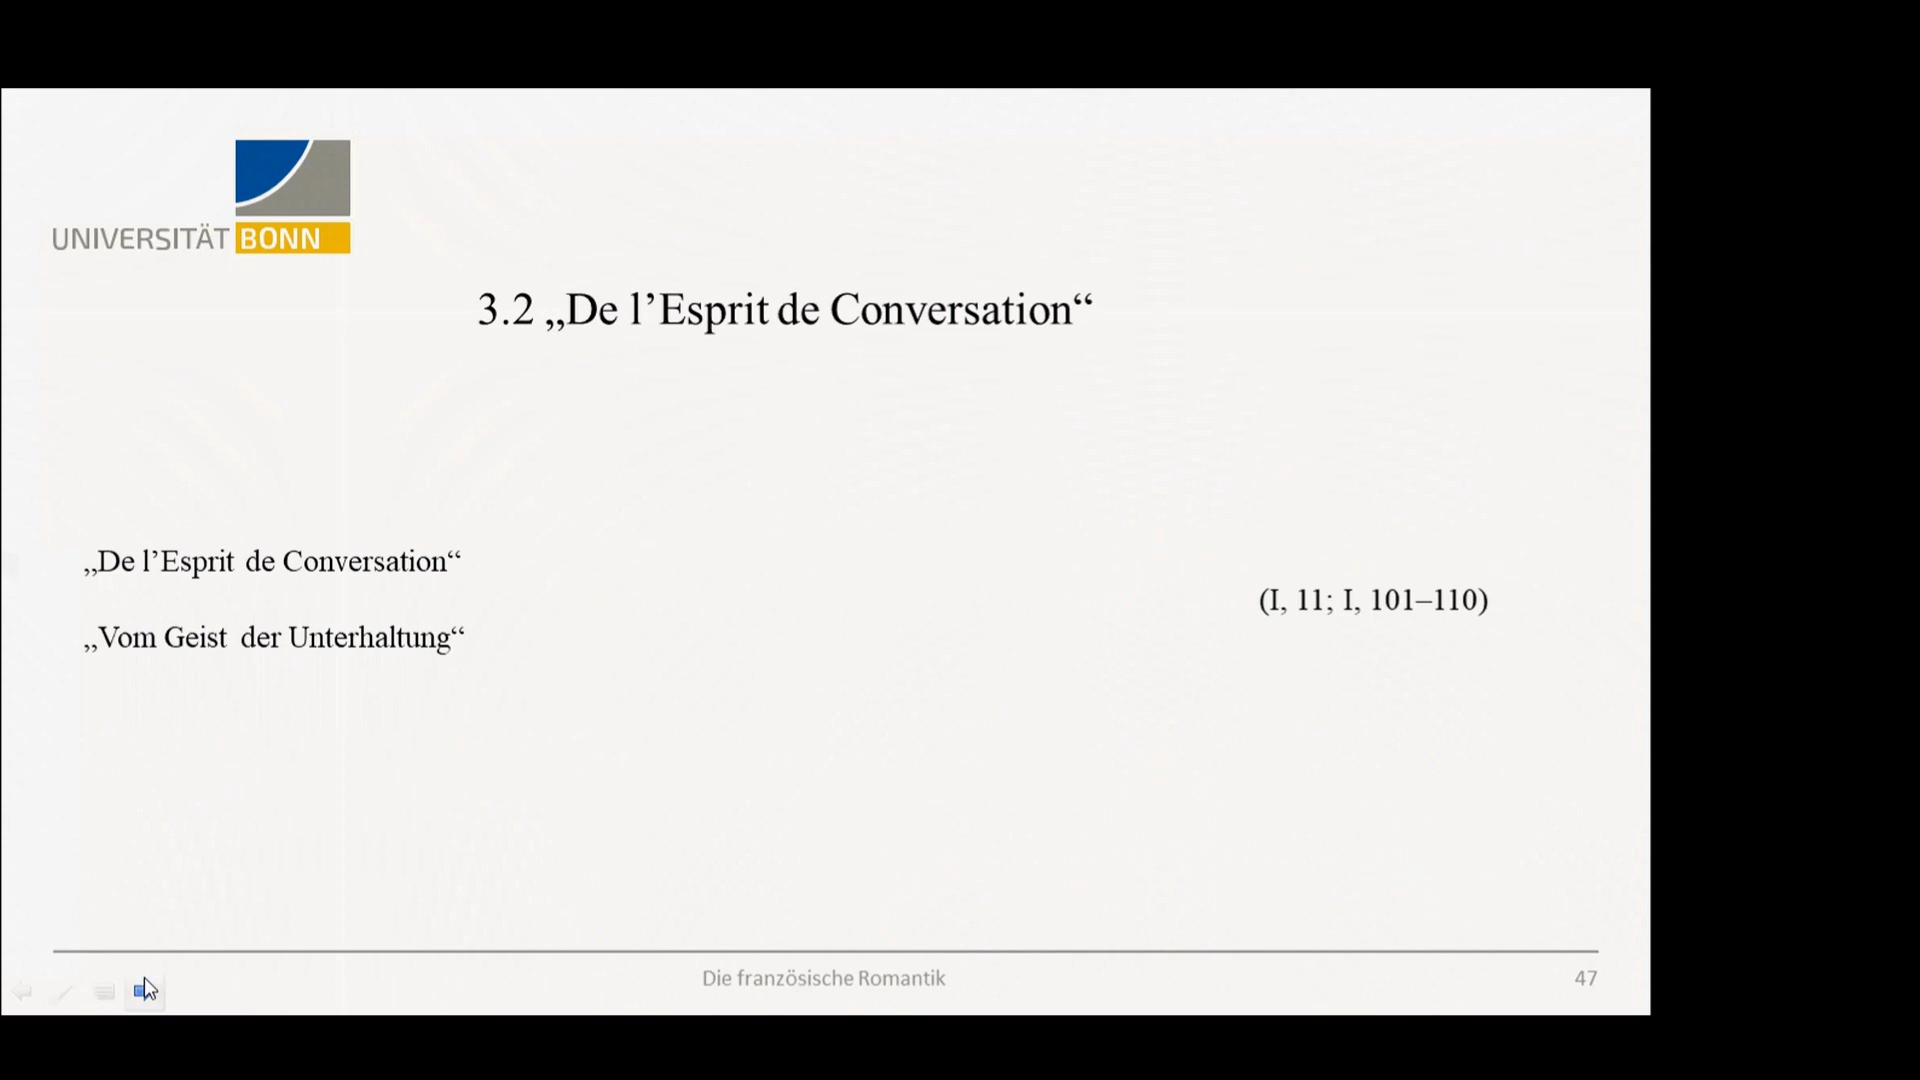 UNIVERSITÄT BONN
3.2 „De l’Esprit de Conversation“
„De l’Esprit de Conversation“
(I, 11; I, 101–110)
„Vom Geist der Unterhaltung“
Die französische Romantik
47